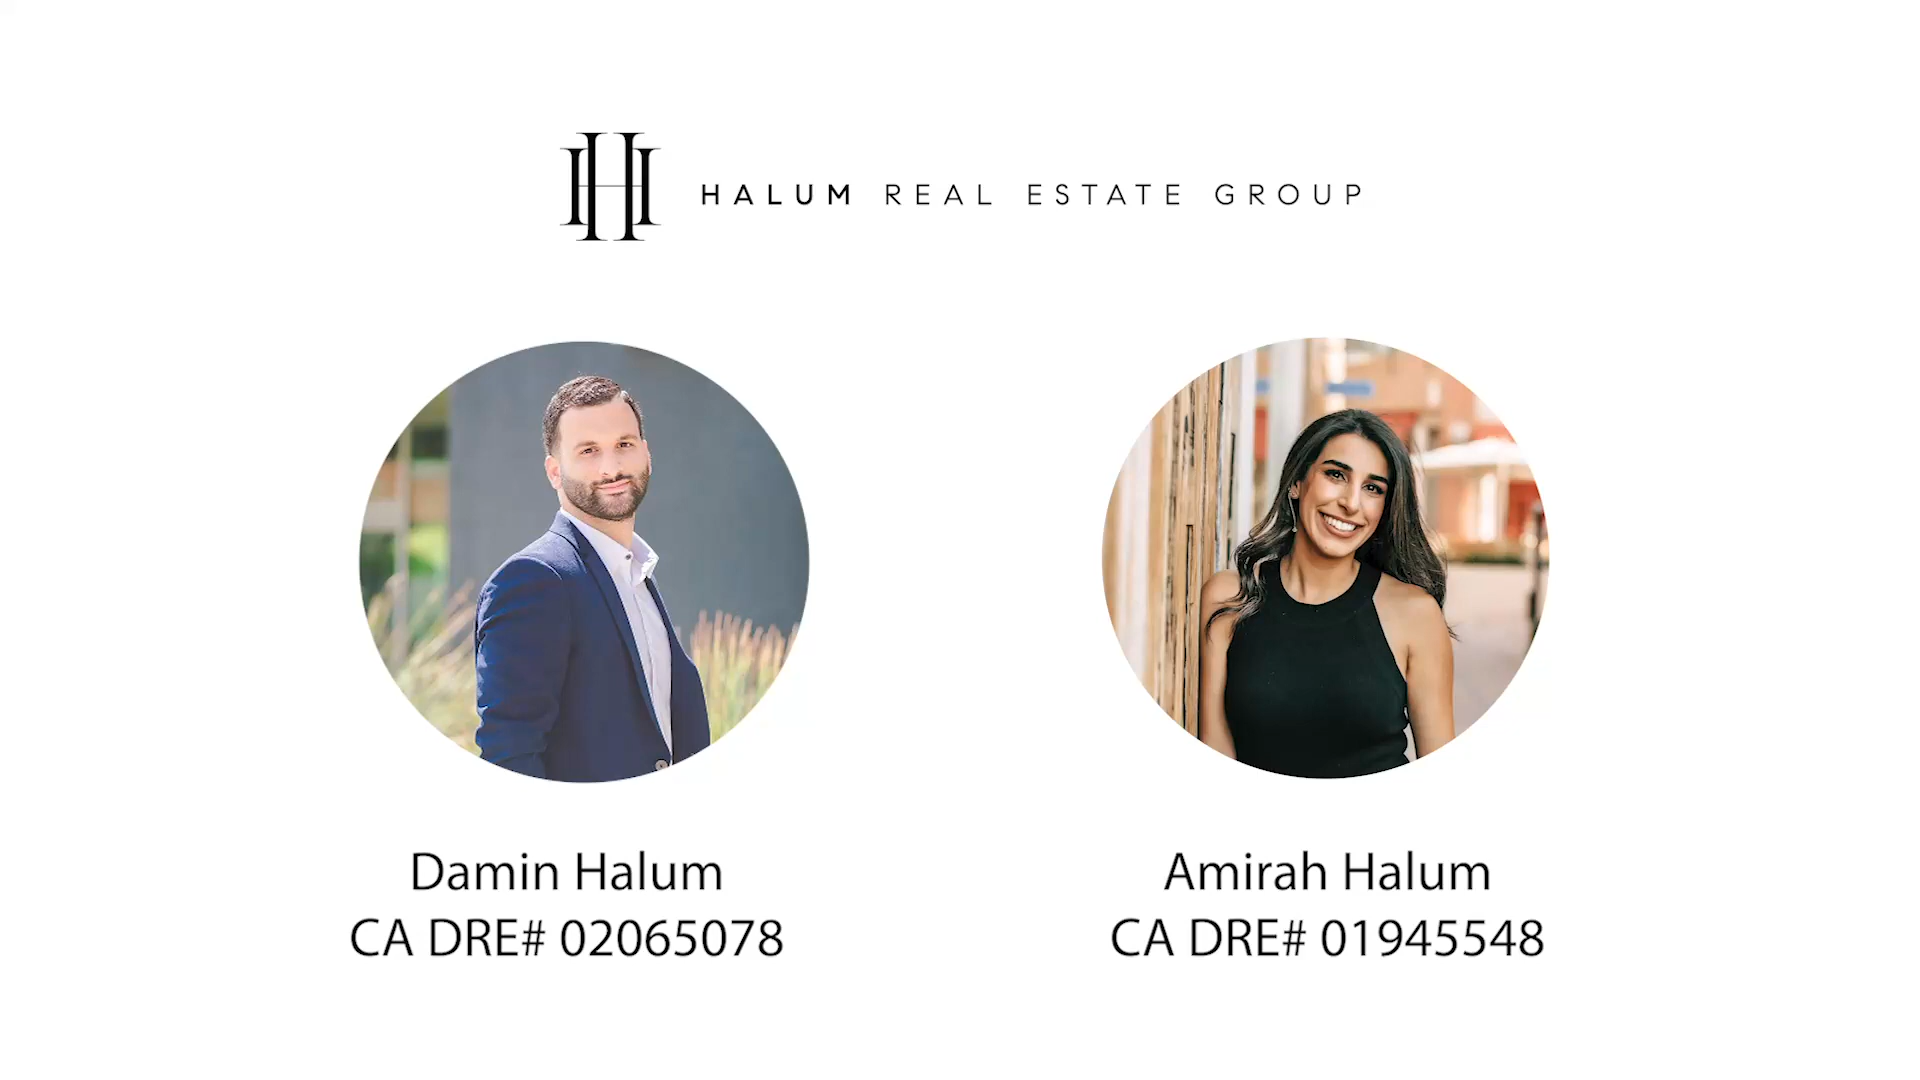 HALUM REAL ESTATE GROUP
Damin Halum
CA DRE# 02065078
Amirah Halum
CA DRE# 01945548